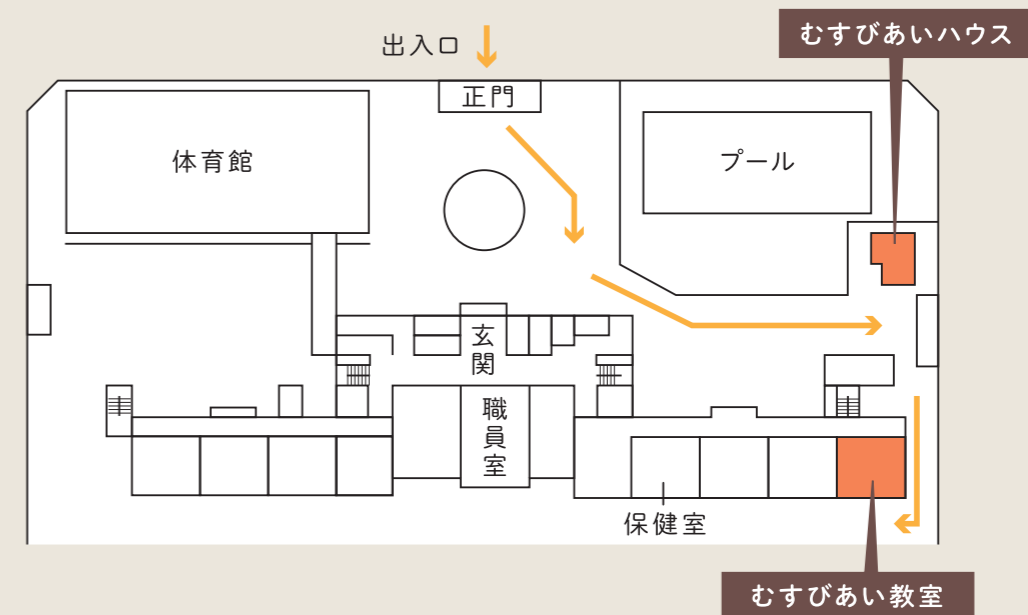 出入口
むすびあいハウス
正門
体育館
プール
玄関
職員室
保健室
むすびあい教室